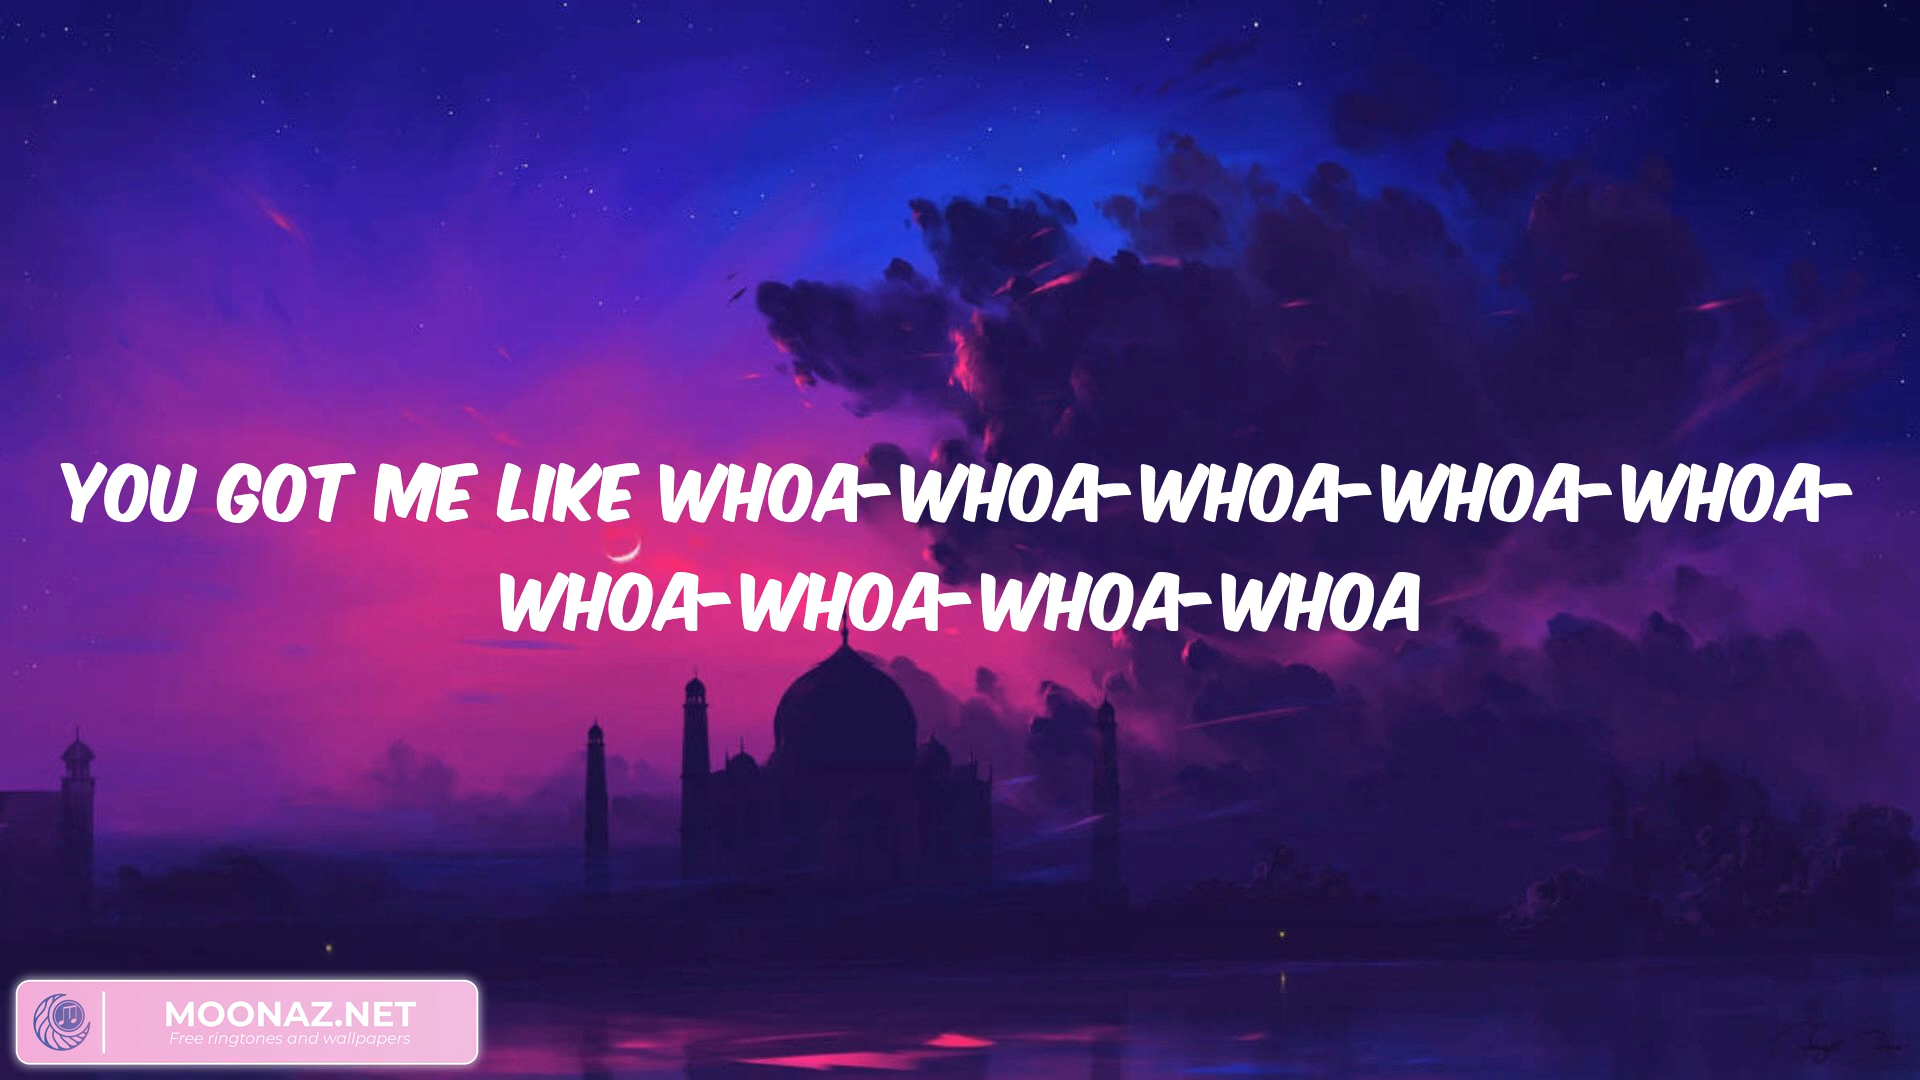 YOU GOT ME LIKE WHOA-WHOA-WHOA-WHOA-WHOA-
WHOA-WHOA-WHOA-WHOA
MOONAZ.NET
Free ringtones and wallpapers